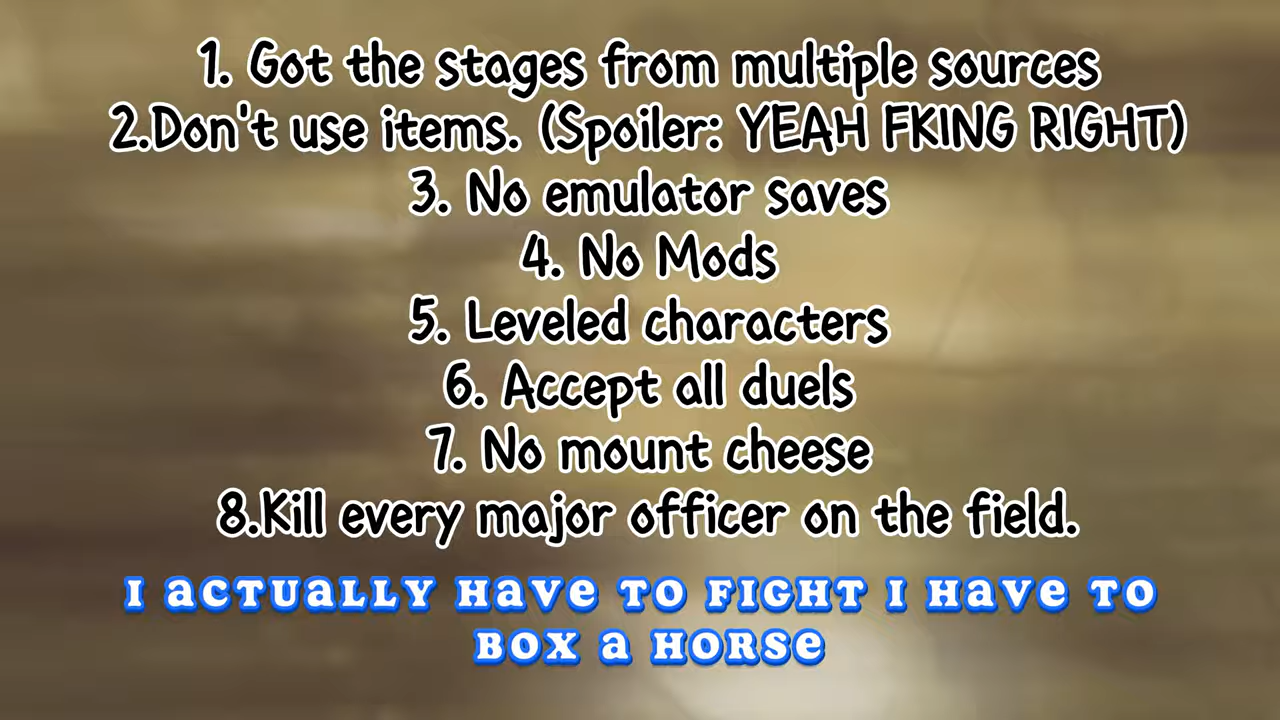 1. Got the stages from multiple sources
2.Don't use items. (Spoiler: YEAH FKING RIGHT)
3. No emulator saves
4. No Mods
5. Leveled characters
6. Accept all duels
7. No mount cheese
8.Kill every major officer on the field.
I actually have to fight I have to
box a horse